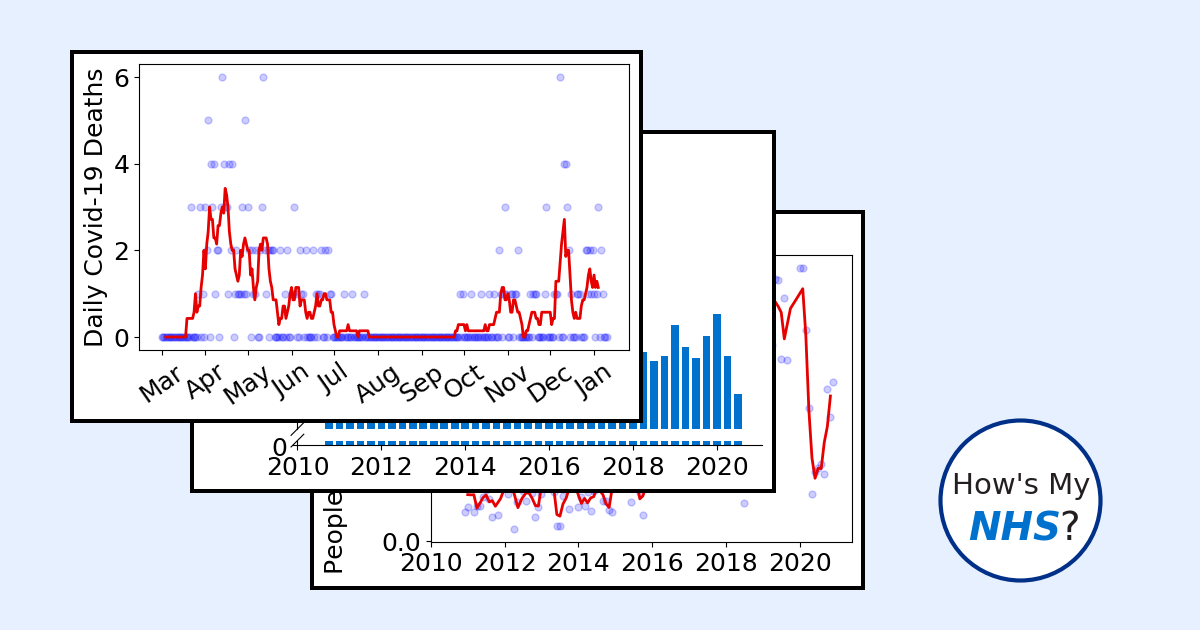 Daily Covid-19 Deaths
6
4
2
0
Mar Apr May Jun Jul Aug Sep Oct Nov Dec Jan
0
2010 2012 2014 2016 2018 2020
People
0.0
2010 2012 2014 2016 2018 2020
How's My
NHS?